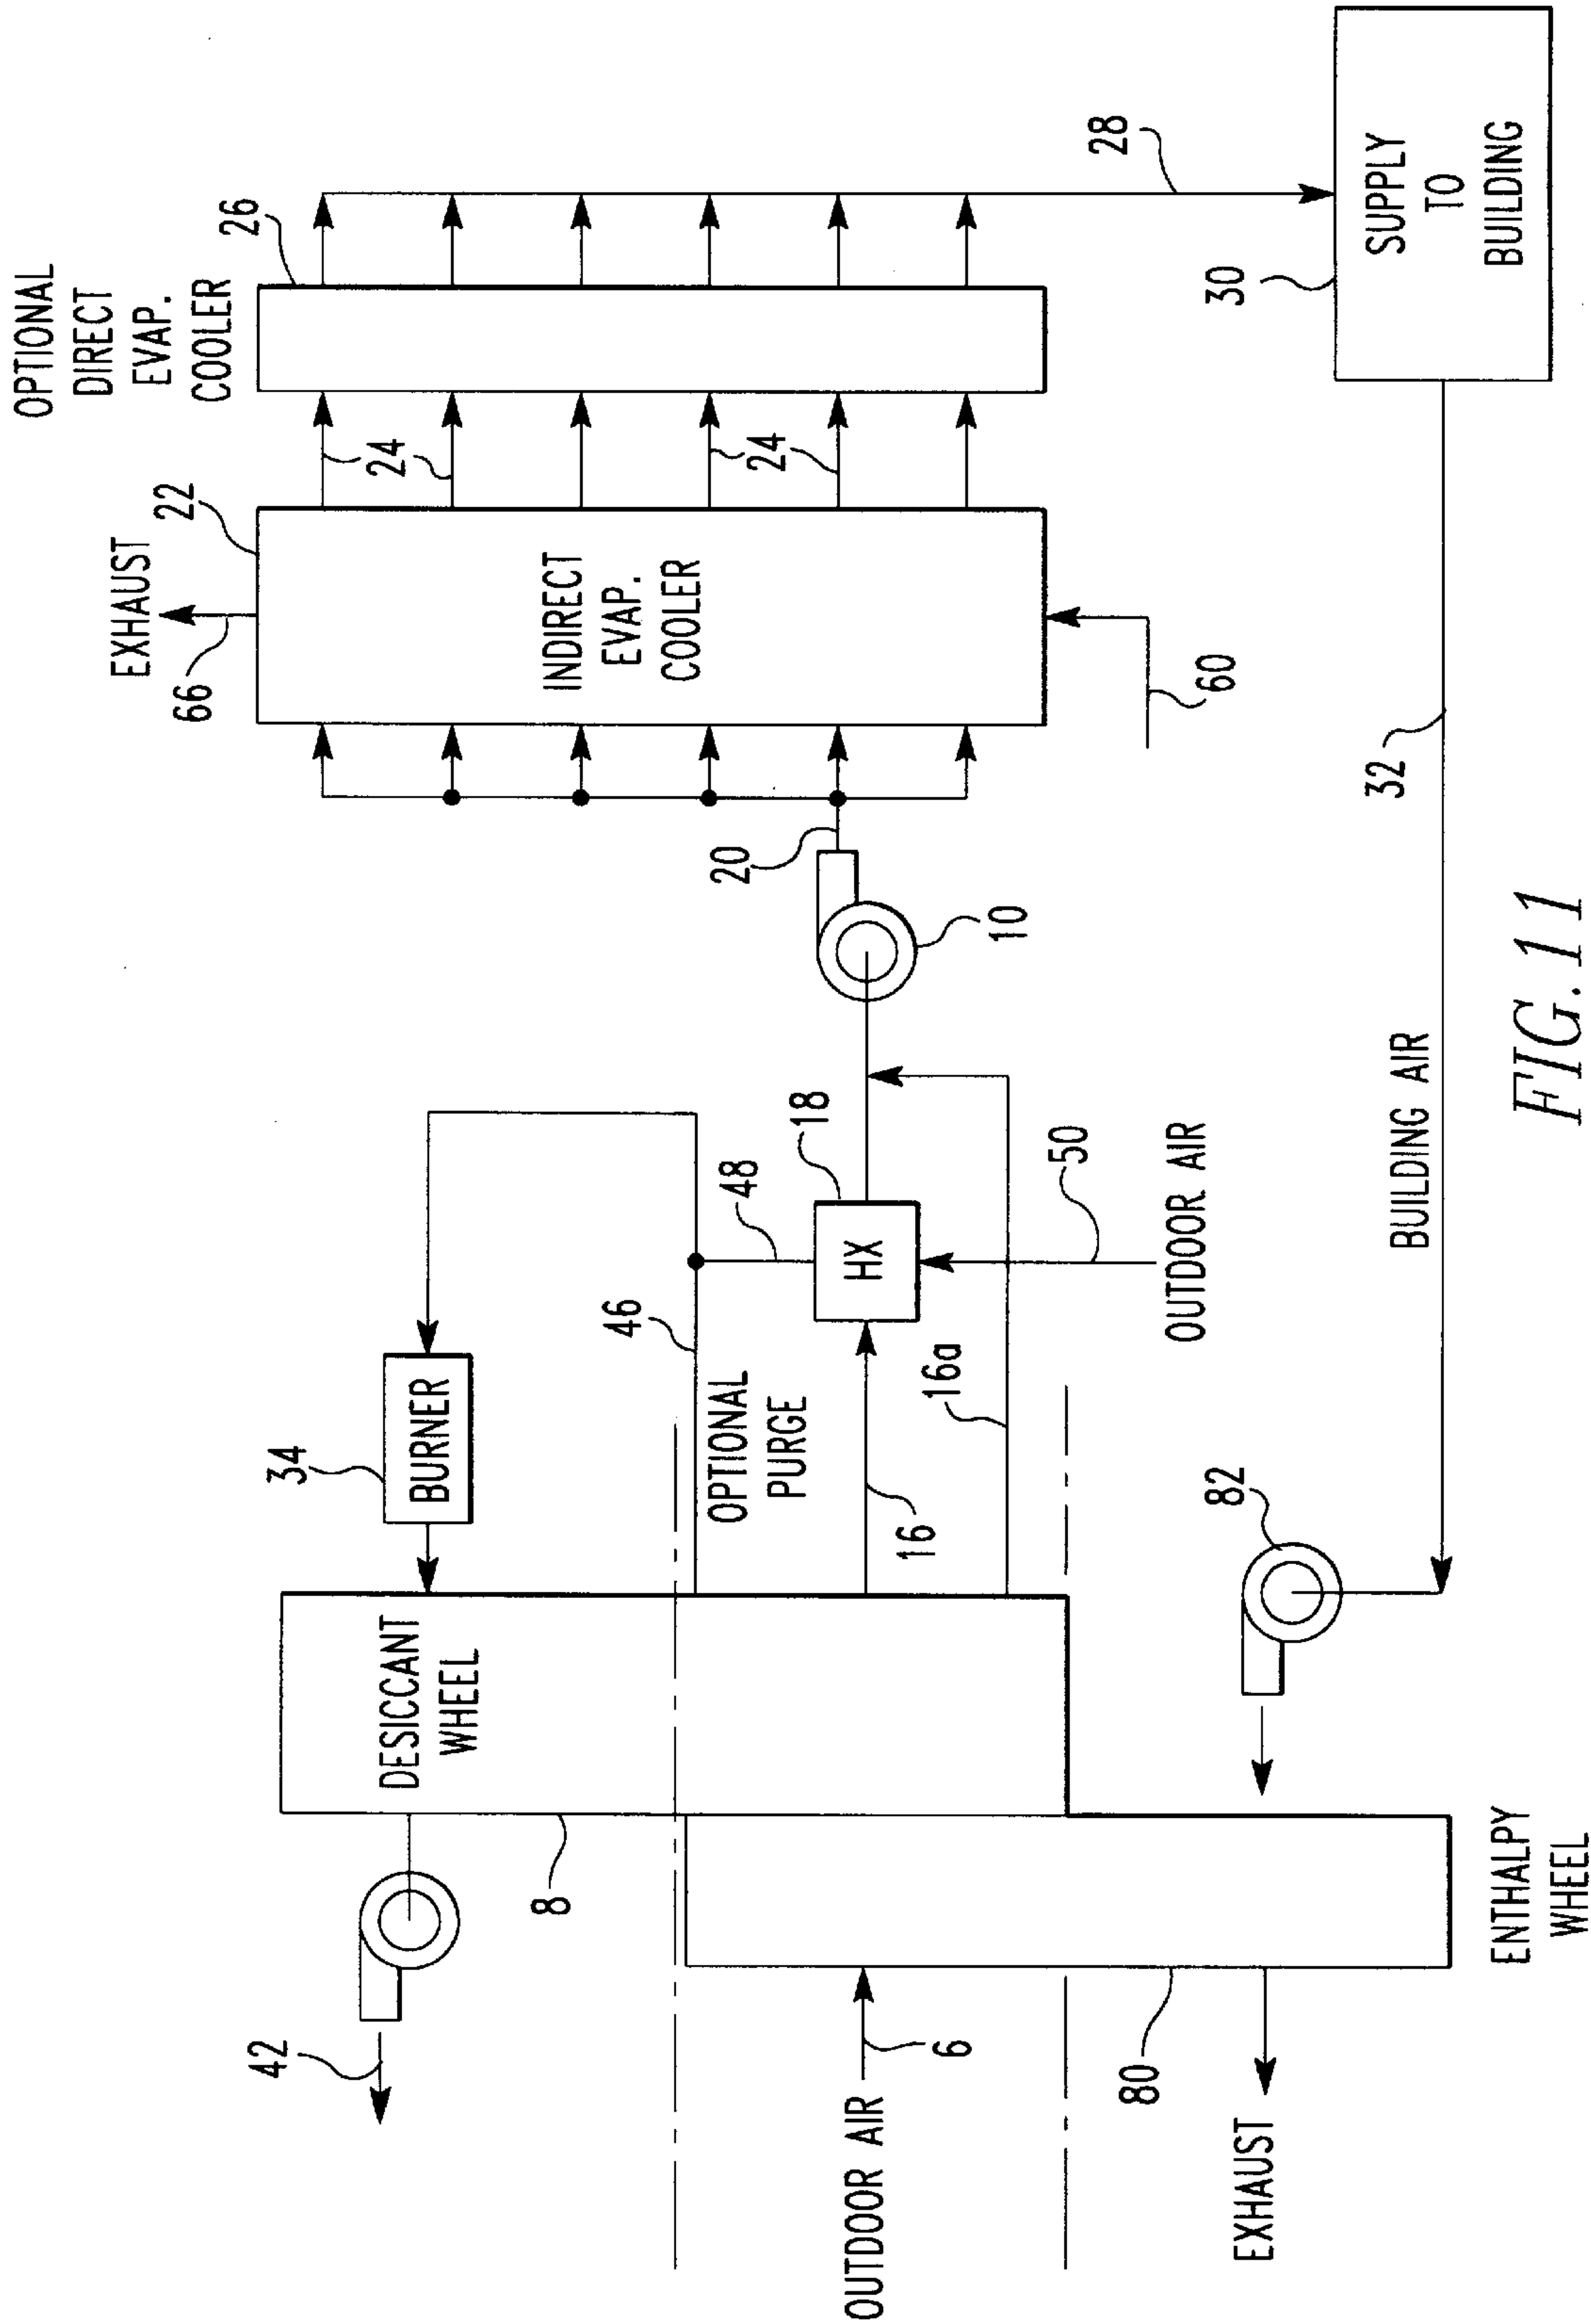 OPTIONAL
DIRECT
EVAP.
COOLER
26
EXHAUST
22
66
24
24
INDIRECT
EVAP.
COOLER
28
60
20
10
SUPPLY
TO
BUILDING
30
32
BUILDING AIR
34
BURNER
46
48
18
HX
OPTIONAL
PURGE
16
16a
50
OUTDOOR AIR
DESICCANT
WHEEL
8
42
82
OUTDOOR AIR
6
80
EXHAUST
ENTHALPY
WHEEL
FIG. 11